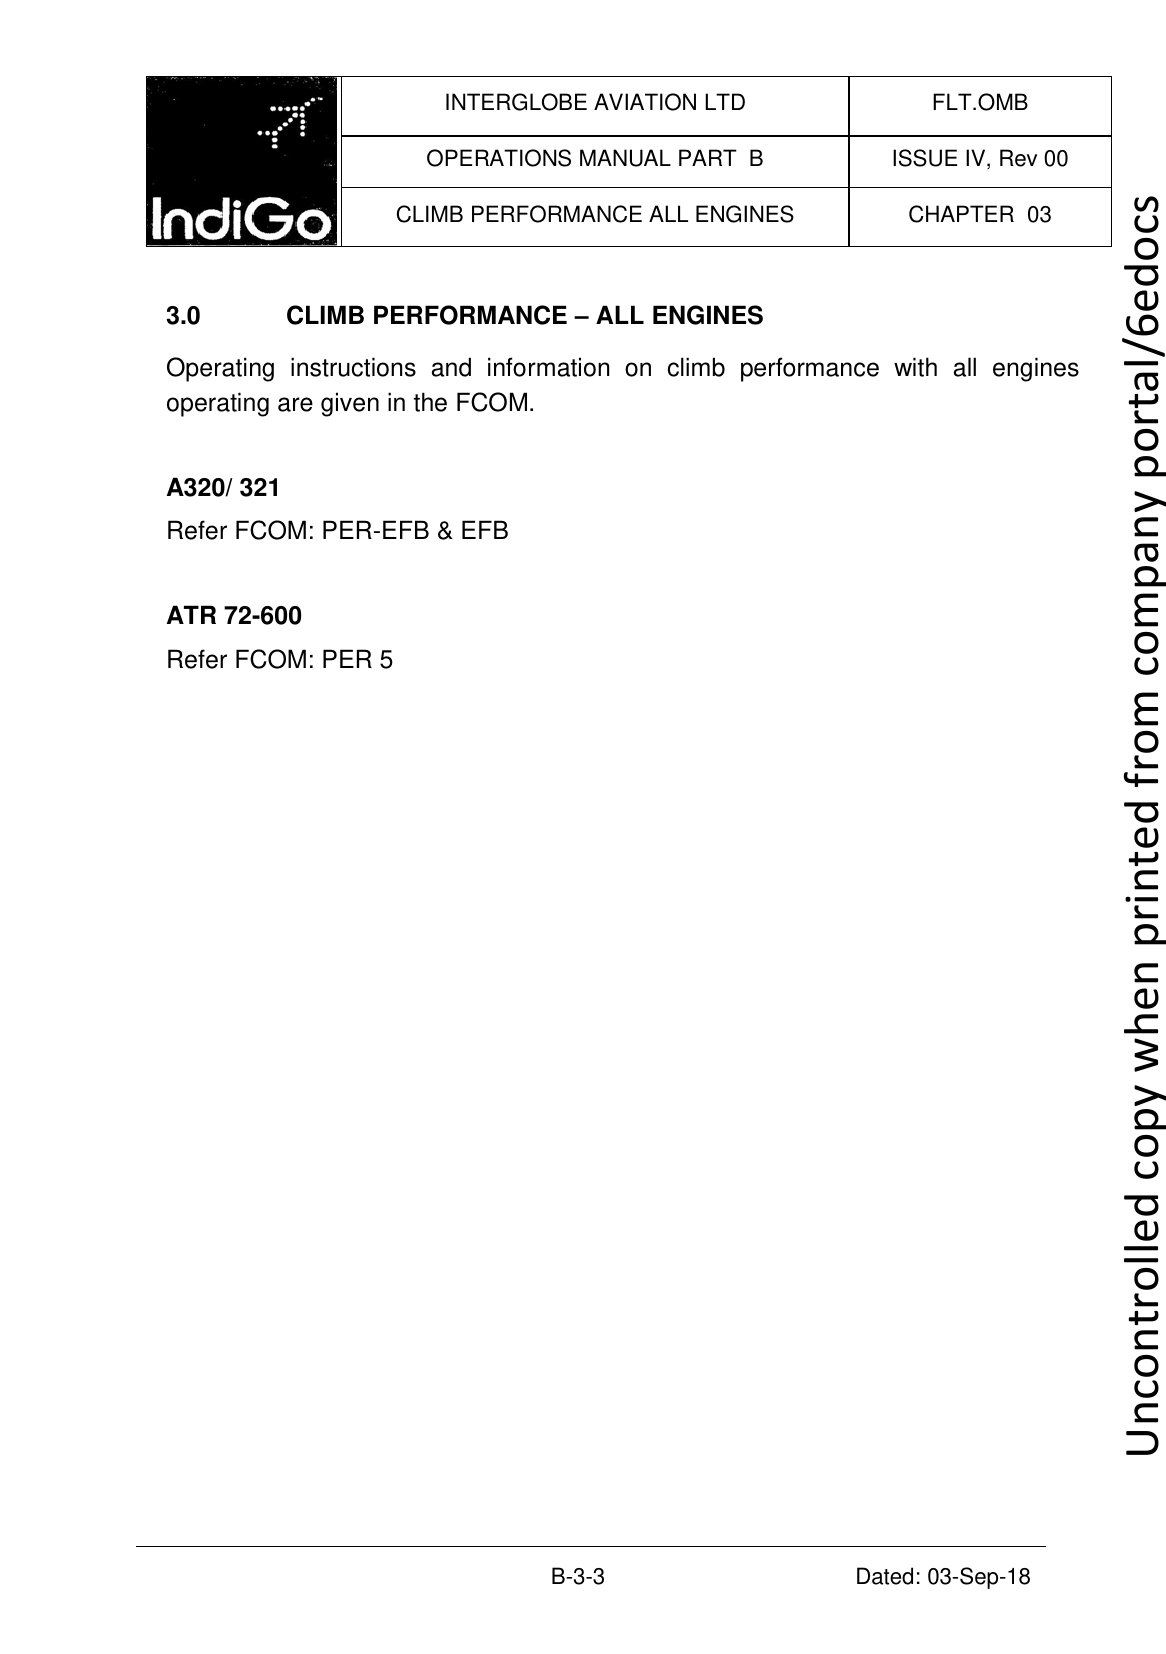 IndiGo
INTERGLOBE AVIATION LTD
FLT.OMB
OPERATIONS MANUAL PART  B
ISSUE IV, Rev 00
CLIMB PERFORMANCE ALL ENGINES
CHAPTER  03
3.0 CLIMB PERFORMANCE – ALL ENGINES
Operating instructions and information on climb performance with all engines
operating are given in the FCOM.
A320/ 321
Refer FCOM: PER-EFB & EFB
ATR 72-600
Refer FCOM: PER 5
Uncontrolled copy when printed from company portal/6edocs
B-3-3
Dated: 03-Sep-18